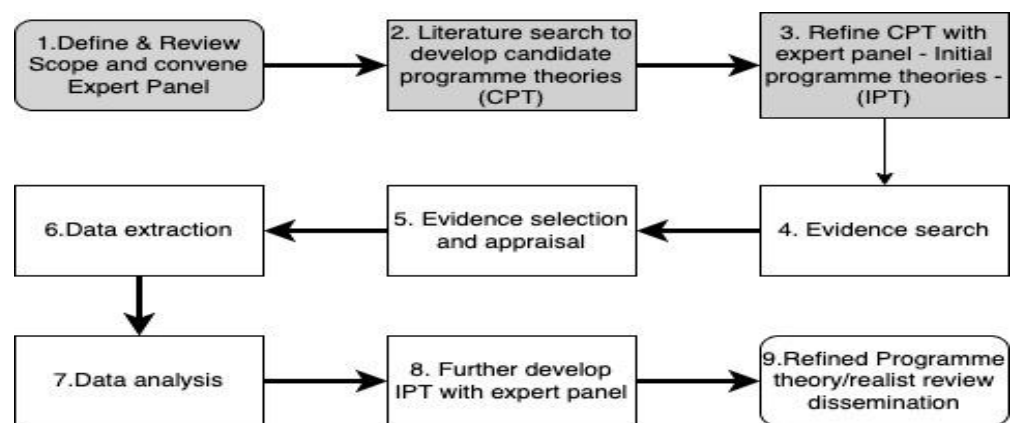 1.Define & Review
Scope and convene
Expert Panel
2. Literature search to
develop candidate
programme theories
(CPT)
3. Refine CPT with
expert panel - Initial
programme theories -
(IPT)
4. Evidence search
5. Evidence selection
and appraisal
6.Data extraction
7.Data analysis
8. Further develop
IPT with expert panel
9.Refined Programme
theory/realist review
dissemination